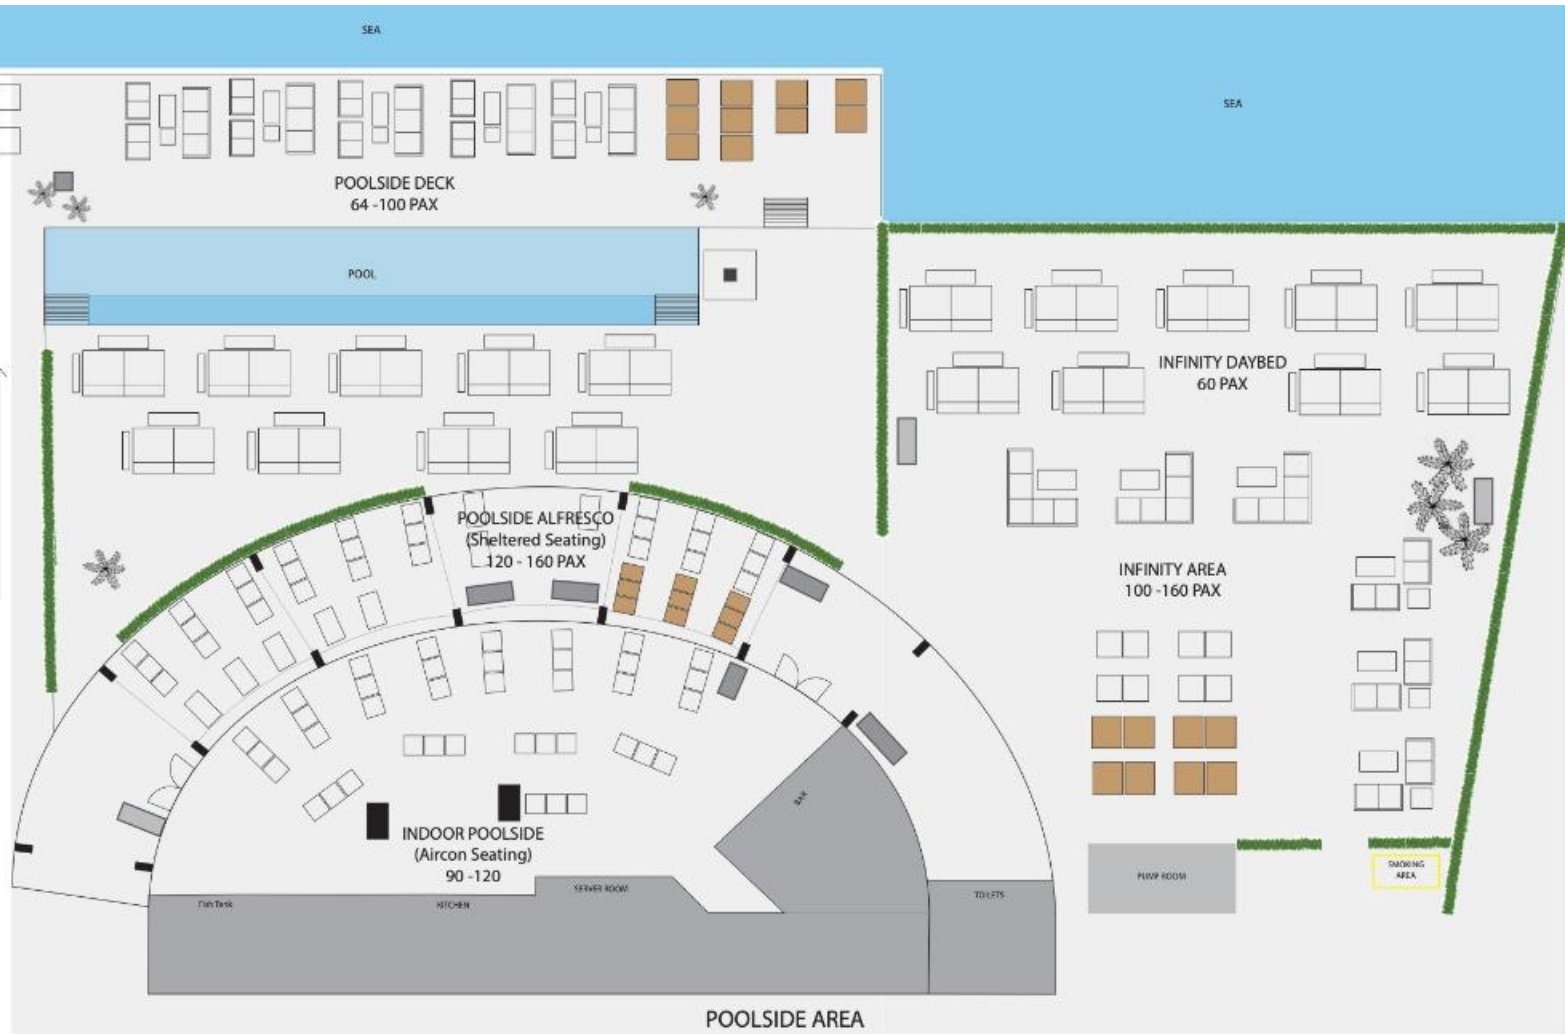 SEA
SEA
POOLSIDE DECK
64 -100 PAX
POOL
INFINITY DAYBED
60 PAX
POOLSIDE ALFRESCO
(Sheltered Seating)
120 - 160 PAX
INFINITY AREA
100 -160 PAX
BAR
INDOOR POOLSIDE
(Aircon Seating)
90 -120
SMOKING
AREA
PUMP ROOM
SERVER ROOM
TOILETS
Fish Tank
KITCHEN
POOLSIDE AREA